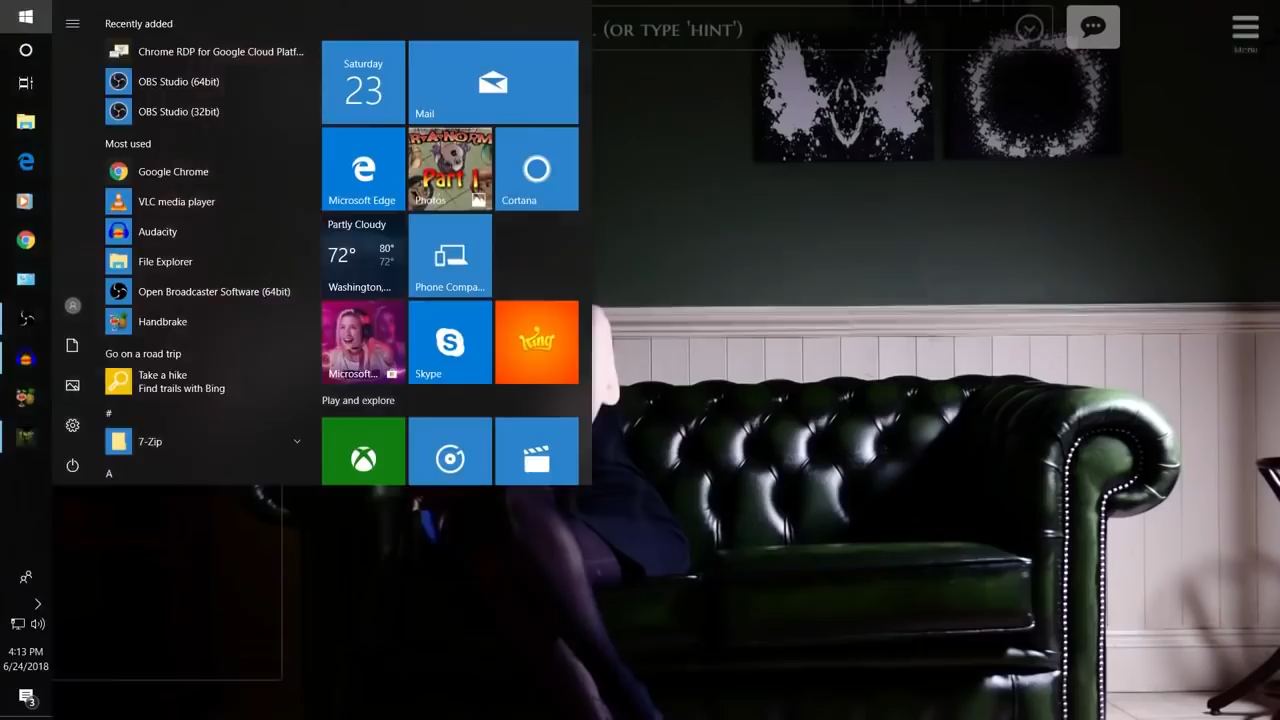 Recently added
Chrome RDP for Google Cloud Platf...
OBS Studio (64bit)
OBS Studio (32bit)
Most used
Google Chrome
VLC media player
Audacity
File Explorer
Open Broadcaster Software (64bit)
Handbrake
Go on a road trip
Take a hike
Find trails with Bing
#
7-Zip
A
Saturday
23
Mail
Microsoft Edge
Part 1
Photos
Cortana
Partly Cloudy
72° 80°
72°
Washington,...
Phone Compa...
Microsoft...
Skype
King
Play and explore
. (OR TYPE 'HINT')
Menu
4:13 PM
6/24/2018
3